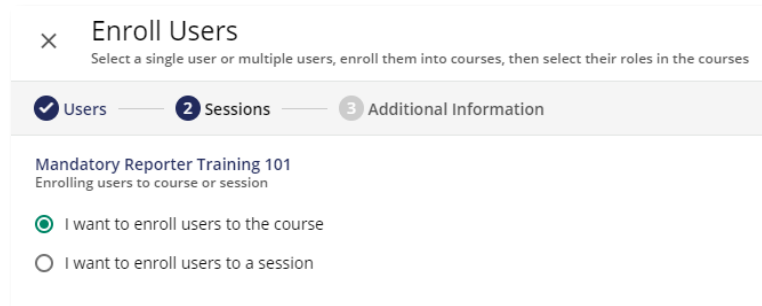 Enroll Users
Select a single user or multiple users, enroll them into courses, then select their roles in the courses
Users 2 Sessions 3 Additional Information
Mandatory Reporter Training 101
Enrolling users to course or session
I want to enroll users to the course
I want to enroll users to a session